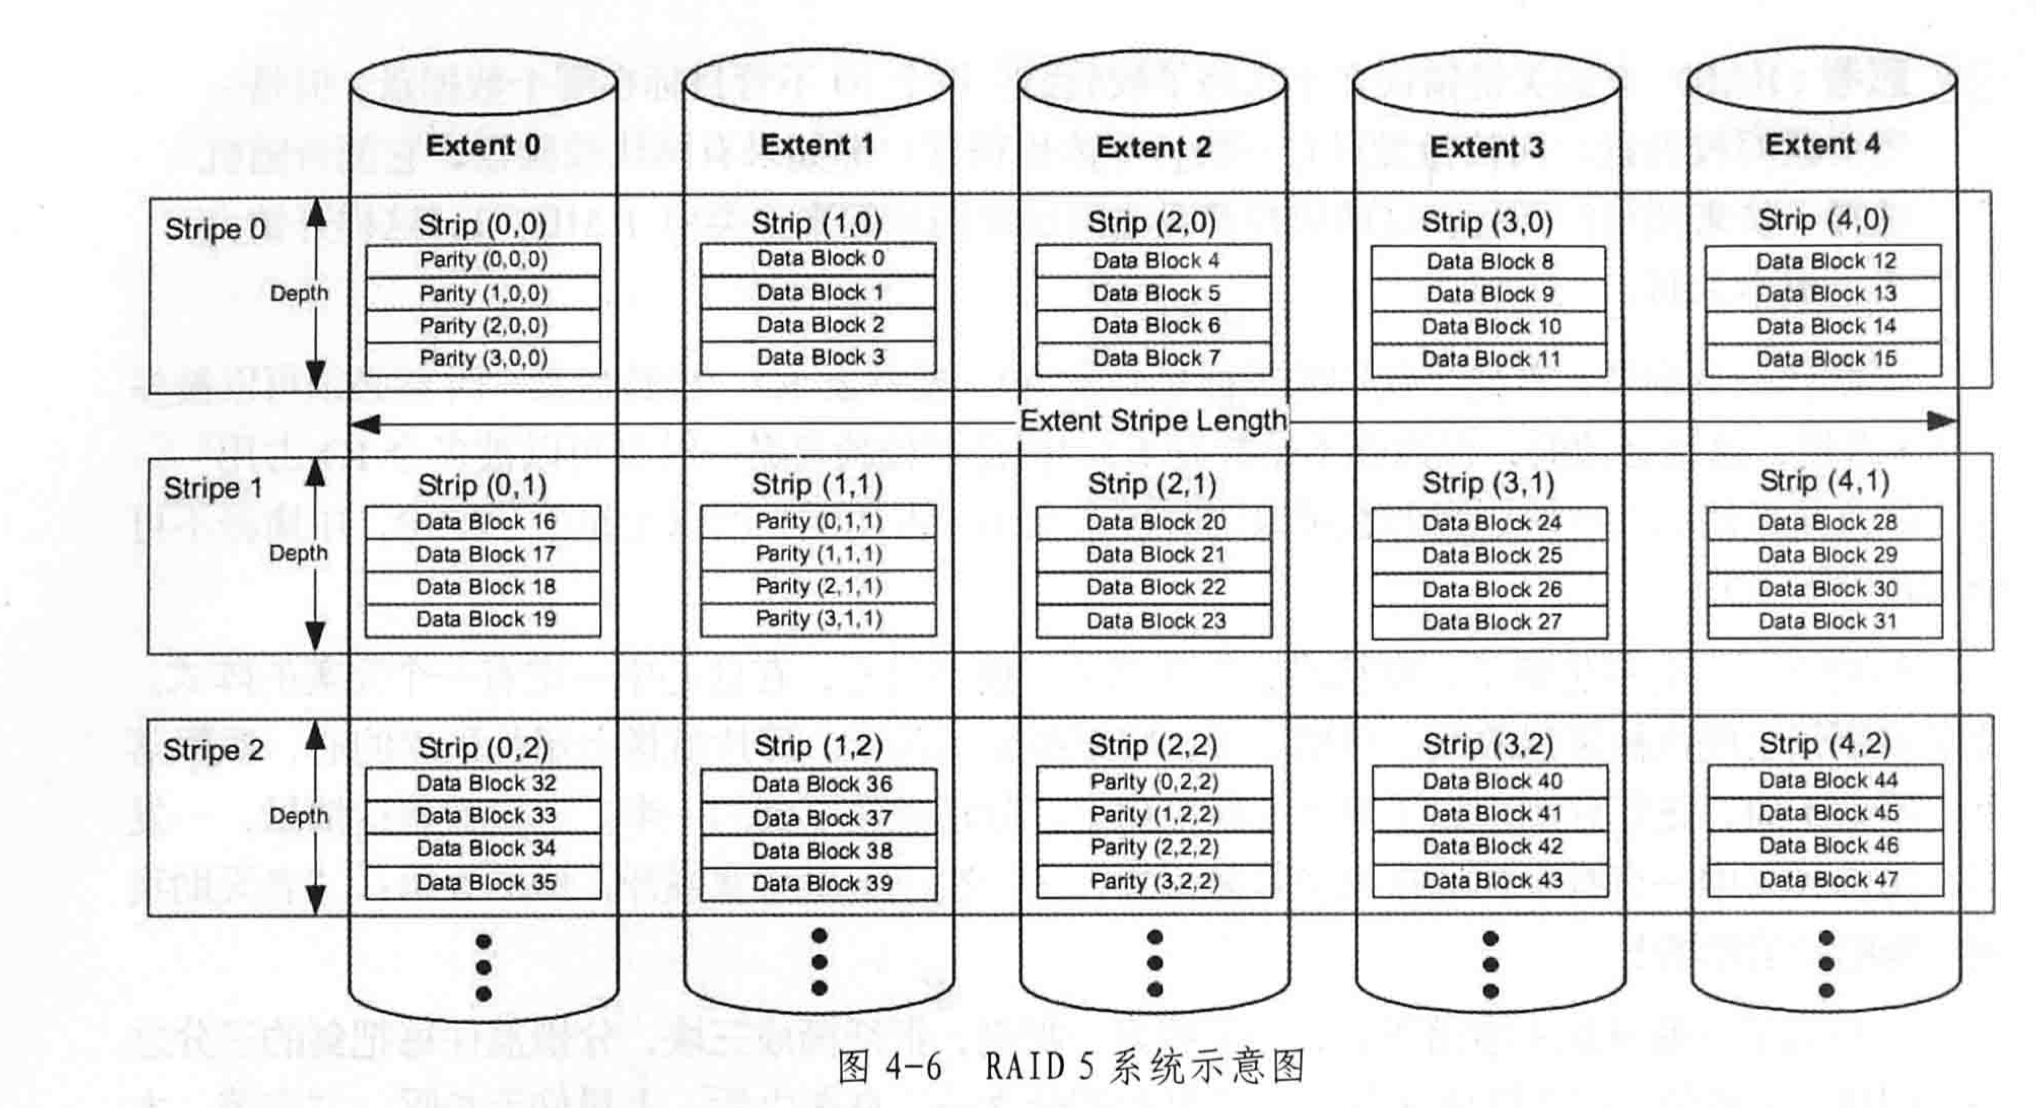 Extent 0 Extent 1 Extent 2 Extent 3 Extent 4
Stripe 0 Strip (0,0) Strip (1,0) Strip (2,0) Strip (3,0) Strip (4,0)
Parity (0,0,0) Data Block 0 Data Block 4 Data Block 8 Data Block 12
Depth Parity (1,0,0) Data Block 1 Data Block 5 Data Block 9 Data Block 13
Parity (2,0,0) Data Block 2 Data Block 6 Data Block 10 Data Block 14
Parity (3,0,0) Data Block 3 Data Block 7 Data Block 11 Data Block 15
Extent Stripe Length
Stripe 1 Strip (0,1) Strip (1,1) Strip (2,1) Strip (3,1) Strip (4,1)
Data Block 16 Parity (0,1,1) Data Block 20 Data Block 24 Data Block 28
Depth Data Block 17 Parity (1,1,1) Data Block 21 Data Block 25 Data Block 29
Data Block 18 Parity (2,1,1) Data Block 22 Data Block 26 Data Block 30
Data Block 19 Parity (3,1,1) Data Block 23 Data Block 27 Data Block 31
Stripe 2 Strip (0,2) Strip (1,2) Strip (2,2) Strip (3,2) Strip (4,2)
Data Block 32 Data Block 36 Parity (0,2,2) Data Block 40 Data Block 44
Depth Data Block 33 Data Block 37 Parity (1,2,2) Data Block 41 Data Block 45
Data Block 34 Data Block 38 Parity (2,2,2) Data Block 42 Data Block 46
Data Block 35 Data Block 39 Parity (3,2,2) Data Block 43 Data Block 47
图 4-6 RAID 5 系统示意图